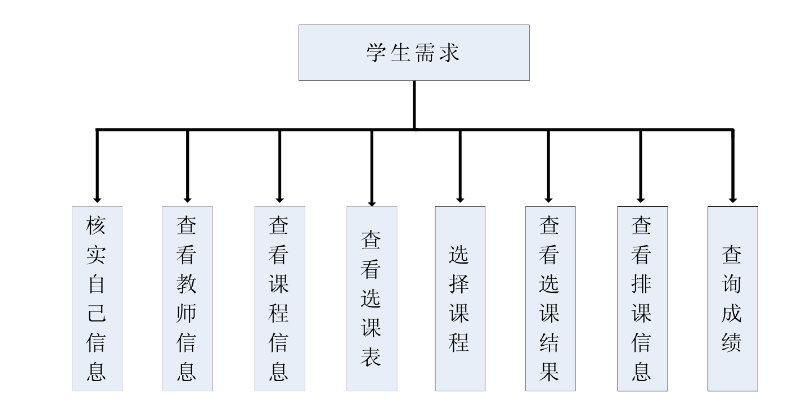 学生需求
核实自己信息
查看教师信息
查看课程信息
查看选课表
选择课程
查看选课结果
查看排课信息
查询成绩